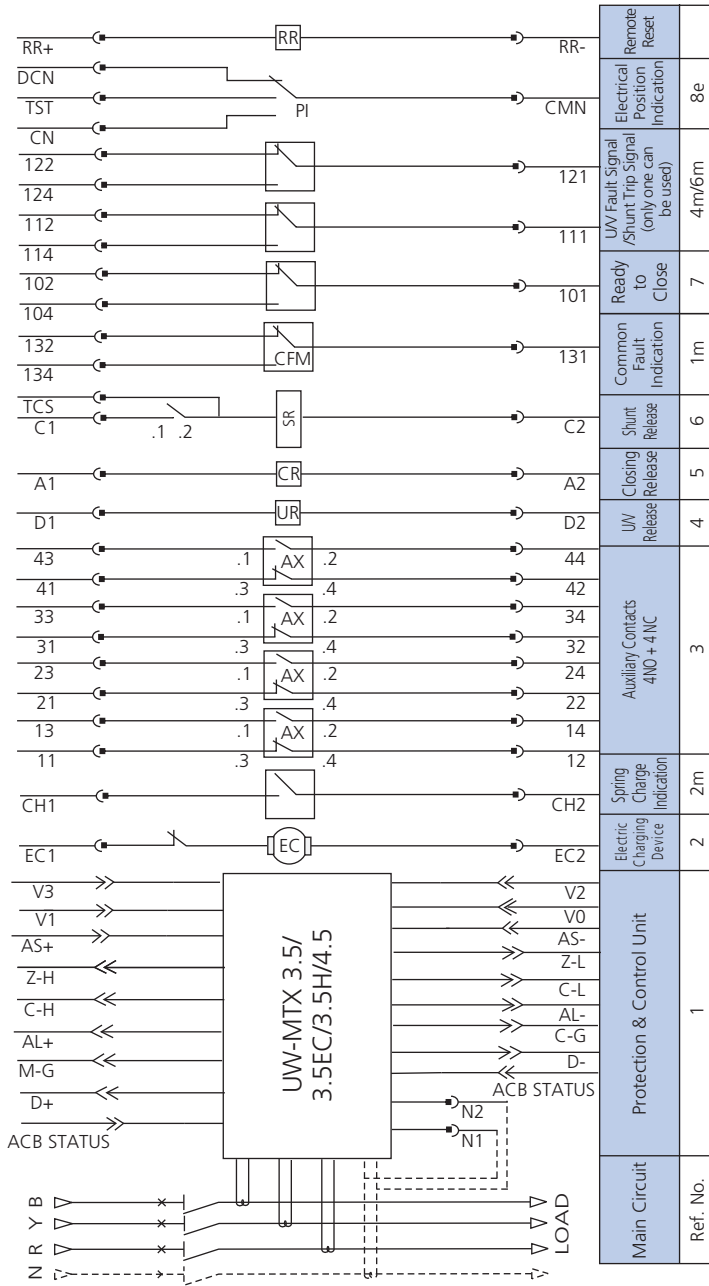 RR+
RR
RR-
Remote
Reset
DCN
TST
CN
PI
CMN
Electrical
Position
Indication
8e
122
124
121
112
114
111
U/V Fault Signal
/Shunt Trip Signal
(only one can
be used)
4m/6m
102
104
101
Ready
to
Close
7
132
134
CFM
131
Common
Fault
Indication
1m
TCS
C1
.1 .2
SR
C2
Shunt
Release
6
A1
CR
A2
Closing
Release
5
D1
UR
D2
U/V
Release
4
43
.1
AX
.2
44
41
.3
.4
42
33
.1
AX
.2
34
31
.3
.4
32
23
.1
AX
.2
24
21
.3
.4
22
13
.1
AX
.2
14
11
.3
.4
12
Auxiliary Contacts
4NO + 4 NC
3
CH1
CH2
Spring
Charge
Indication
2m
EC1
EC
EC2
Electric
Charging
Device
2
V3
V1
AS+
Z-H
C-H
AL+
M-G
D+
ACB STATUS
UW-MTX 3.5/
3.5EC/3.5H/4.5
V2
V0
AS-
Z-L
C-L
AL-
C-G
D-
ACB STATUS
N2
N1
Protection & Control Unit
1
B
Y
R
N
LOAD
Main Circuit
Ref. No.